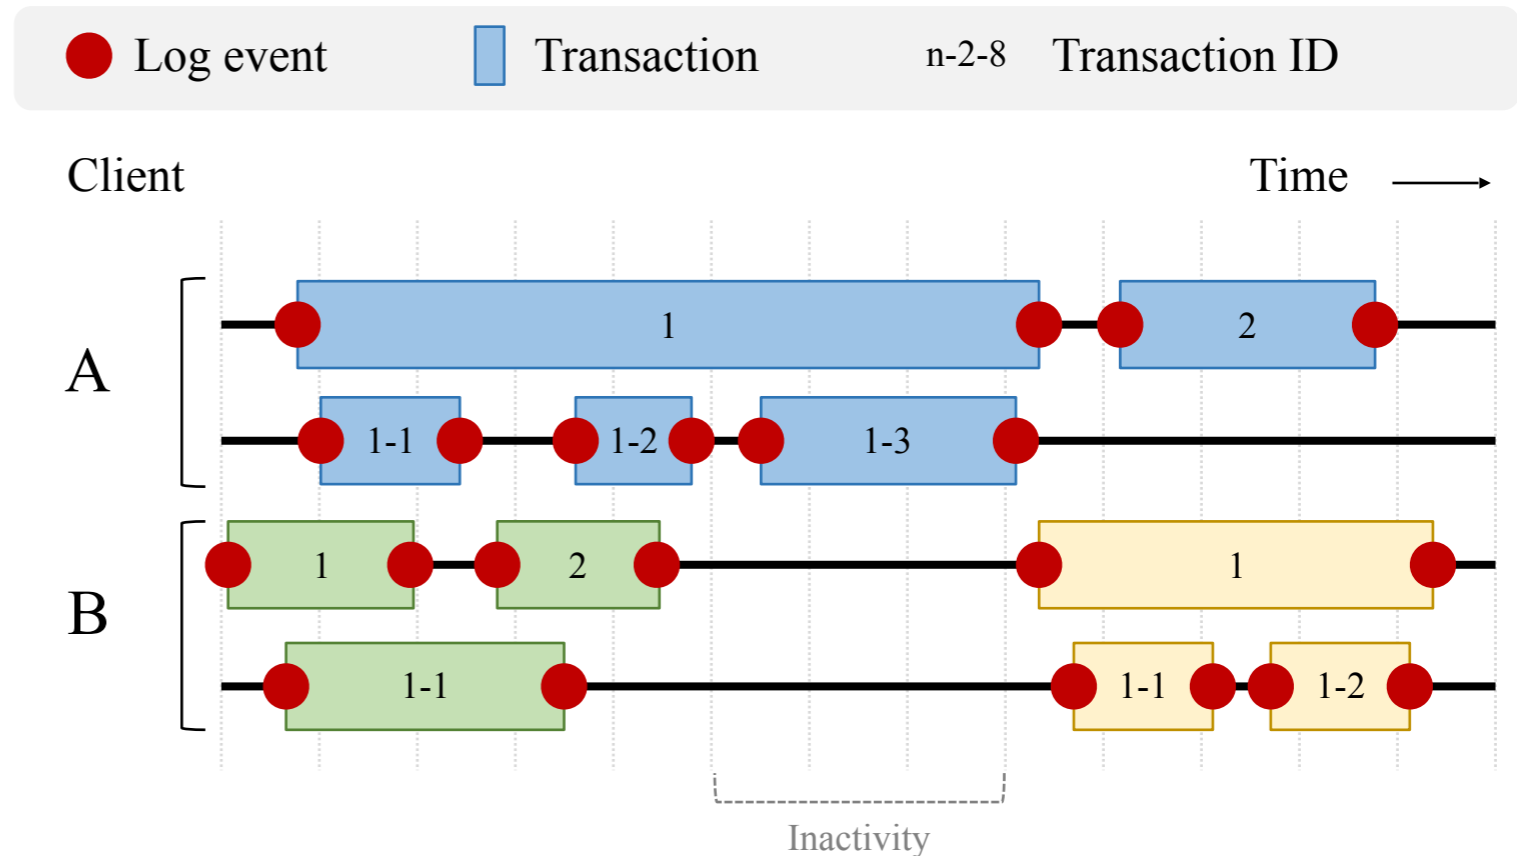 Log event Transaction n-2-8 Transaction ID
Client Time
A
1 2
1-1 1-2 1-3
B
1 2 1
1-1 1-1 1-2
Inactivity